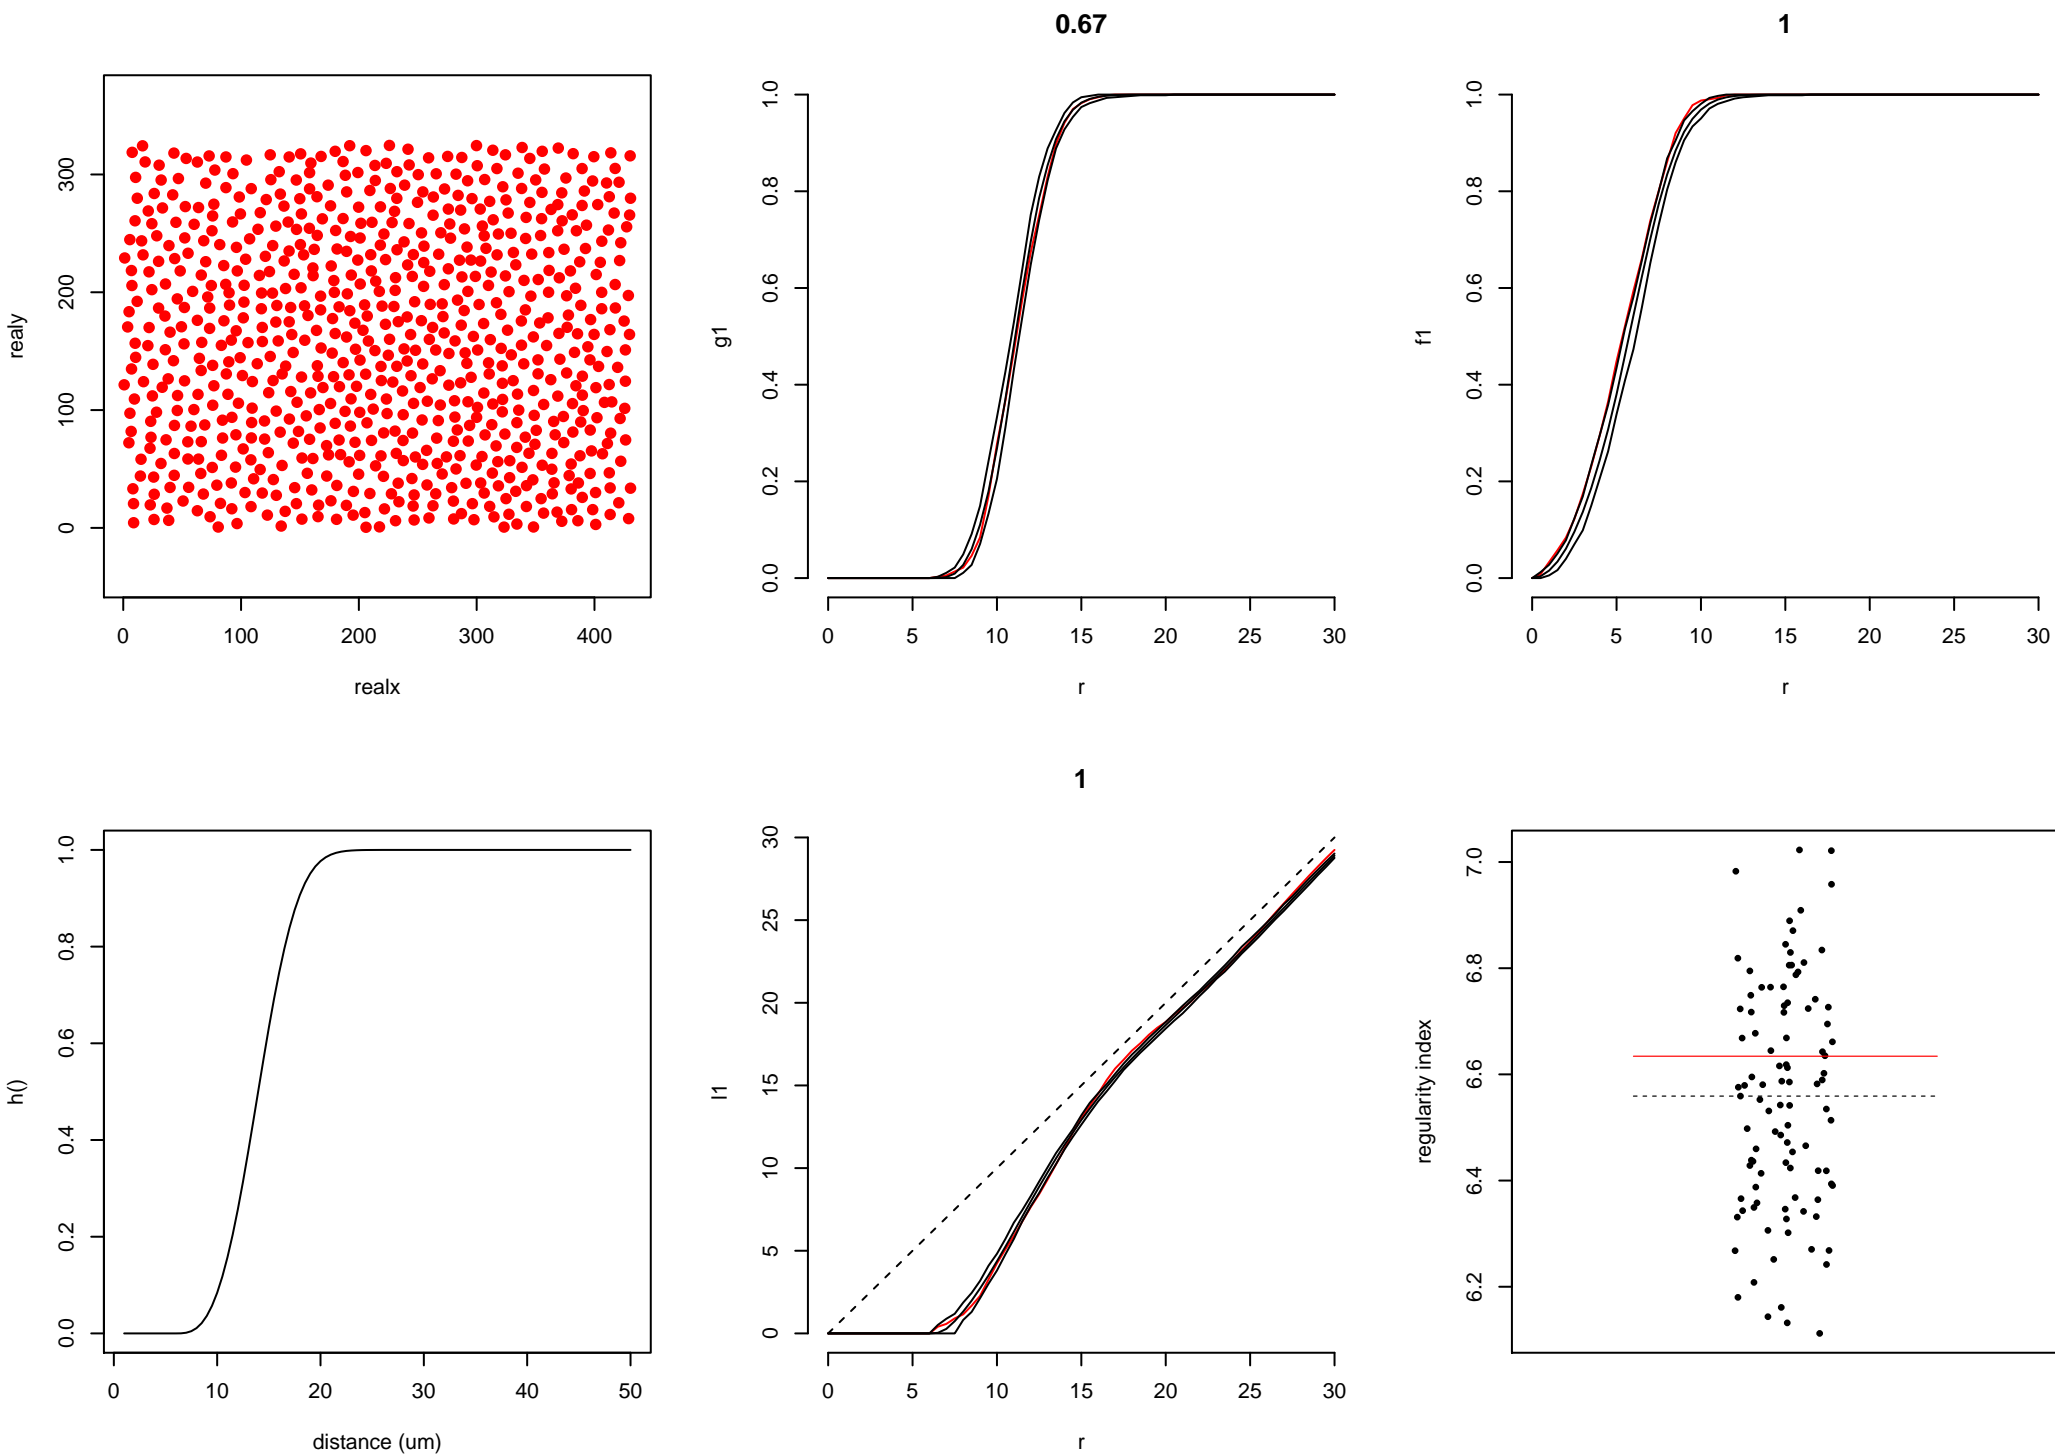 0.67
1
realy
0 100 200 300
0 100 200 300 400
realx
g1
0.0 0.2 0.4 0.6 0.8 1.0
0 5 10 15 20 25 30
r
f1
0.0 0.2 0.4 0.6 0.8 1.0
0 5 10 15 20 25 30
r
h()
0.0 0.2 0.4 0.6 0.8 1.0
0 10 20 30 40 50
distance (um)
1
l1
0 5 10 15 20 25 30
0 5 10 15 20 25 30
r
regularity index
6.2 6.4 6.6 6.8 7.0